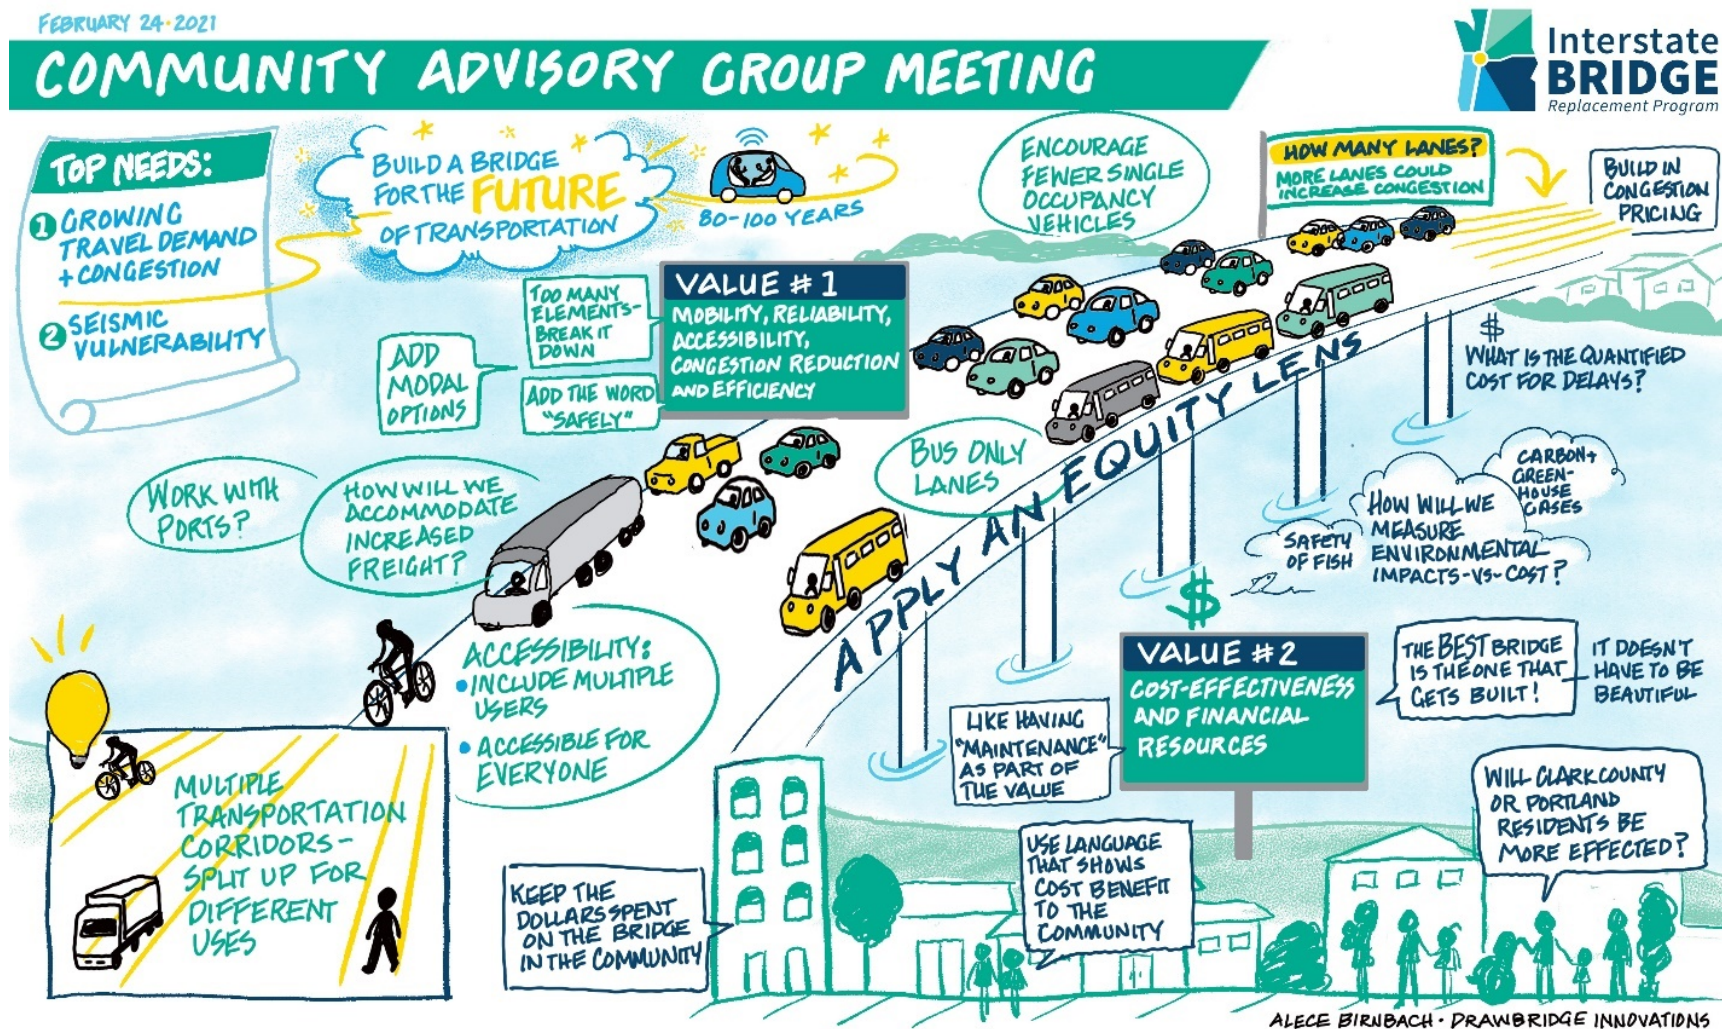 FEBRUARY 24·2021
COMMUNITY ADVISORY GROUP MEETING
Interstate
BRIDGE
Replacement Program
TOP NEEDS:
1 GROWING
TRAVEL DEMAND
+ CONGESTION
2 SEISMIC
VULNERABILITY
BUILD A BRIDGE
FOR THE FUTURE
OF TRANSPORTATION
80-100 YEARS
ENCOURAGE
FEWER SINGLE
OCCUPANCY
VEHICLES
HOW MANY LANES?
MORE LANES COULD
INCREASE CONGESTION
BUILD IN
CONGESTION
PRICING
ADD
MODAL
OPTIONS
TOO MANY
ELEMENTS-
BREAK IT
DOWN
ADD THE WORD
"SAFELY"
VALUE #1
MOBILITY, RELIABILITY,
ACCESSIBILITY,
CONGESTION REDUCTION
AND EFFICIENCY
$
WHAT IS THE QUANTIFIED
COST FOR DELAYS?
WORK WITH
PORTS?
HOW WILL WE
ACCOMMODATE
INCREASED
FREIGHT?
BUS ONLY
LANES
APPLY AN EQUITY LENS
CARBON+
GREEN-
HOUSE
GASES
HOW WILL WE
MEASURE
ENVIRONMENTAL
IMPACTS-VS-COST?
SAFETY
OF FISH
ACCESSIBILITY:
• INCLUDE MULTIPLE
USERS
• ACCESSIBLE FOR
EVERYONE
$
VALUE #2
COST-EFFECTIVENESS
AND FINANCIAL
RESOURCES
LIKE HAVING
"MAINTENANCE"
AS PART OF
THE VALUE
THE BEST BRIDGE
IS THE ONE THAT
GETS BUILT!
IT DOESN'T
HAVE TO BE
BEAUTIFUL
MULTIPLE
TRANSPORTATION
CORRIDORS-
SPLIT UP FOR
DIFFERENT
USES
KEEP THE
DOLLARS SPENT
ON THE BRIDGE
IN THE COMMUNITY
USE LANGUAGE
THAT SHOWS
COST BENEFIT
TO THE
COMMUNITY
WILL CLARK COUNTY
OR PORTLAND
RESIDENTS BE
MORE EFFECTED?
ALECE BIRNBACH · DRAWBRIDGE INNOVATIONS